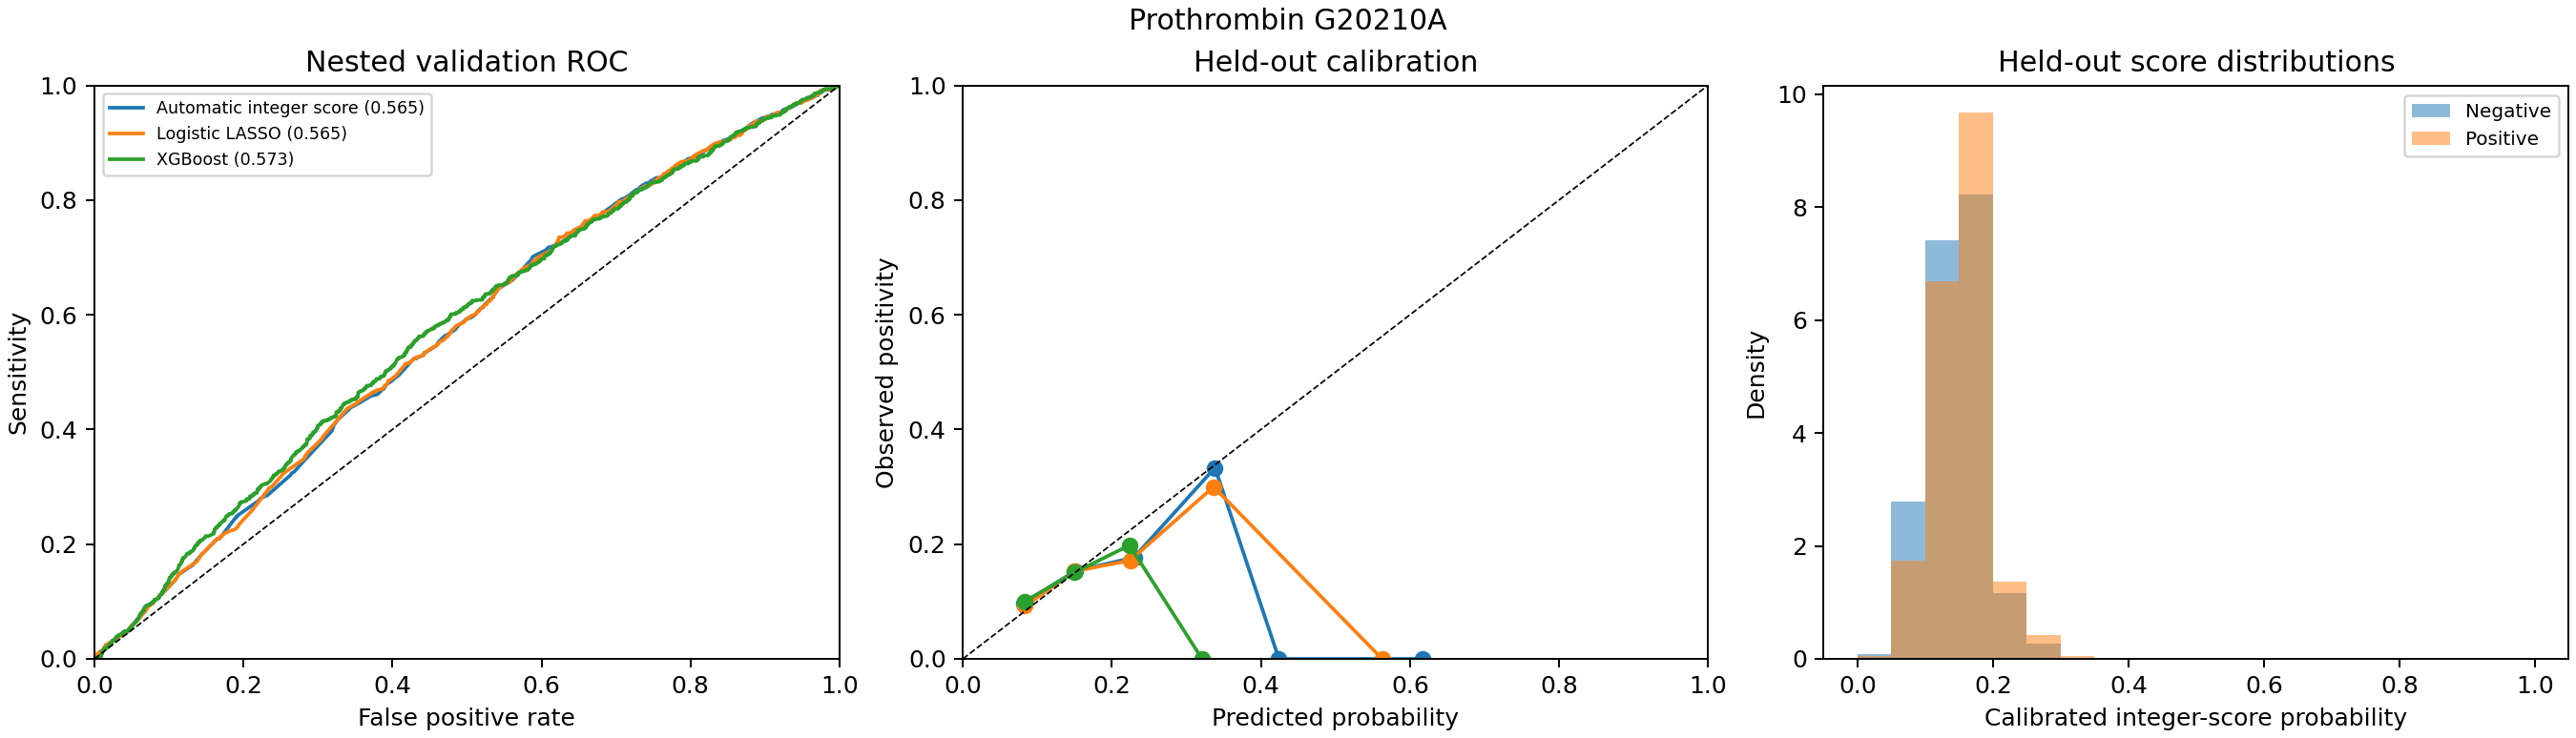 Prothrombin G20210A
Nested validation ROC
Automatic integer score (0.565)
Logistic LASSO (0.565)
XGBoost (0.573)
1.0
0.8
0.6
0.4
0.2
0.0
Sensitivity
0.0 0.2 0.4 0.6 0.8 1.0
False positive rate
Held-out calibration
1.0
0.8
0.6
0.4
0.2
0.0
Observed positivity
0.0 0.2 0.4 0.6 0.8 1.0
Predicted probability
Held-out score distributions
Negative
Positive
10
8
6
4
2
0
Density
0.0 0.2 0.4 0.6 0.8 1.0
Calibrated integer-score probability